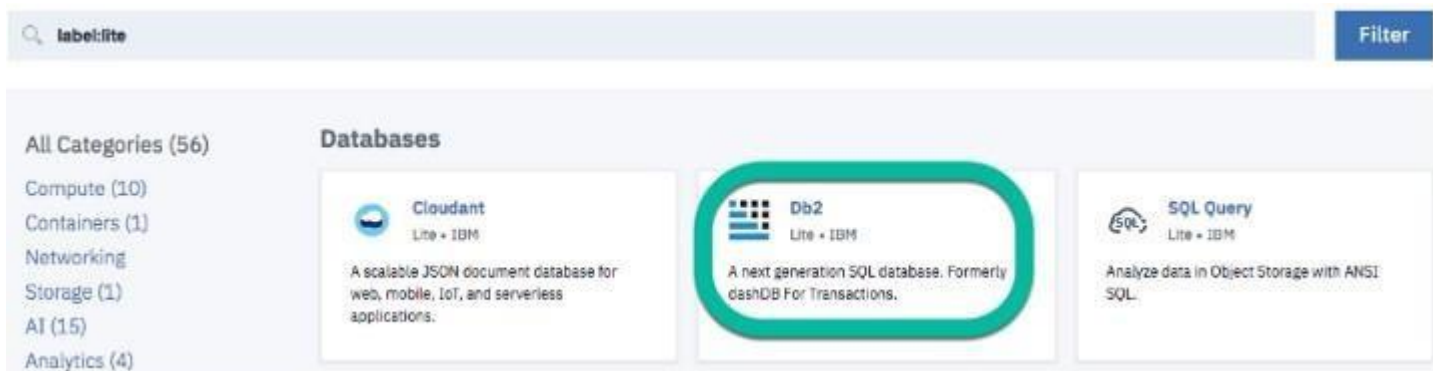 label:lite
Filter
All Categories (56)
Compute (10)
Containers (1)
Networking
Storage (1)
AI (15)
Analytics (4)
Databases
Cloudant
Lite • IBM
A scalable JSON document database for
web, mobile, IoT, and serverless
applications.
Db2
Lite • IBM
A next generation SQL database. Formerly
dashDB For Transactions.
SQL
SQL Query
Lite • IBM
Analyze data in Object Storage with ANSI
SQL.